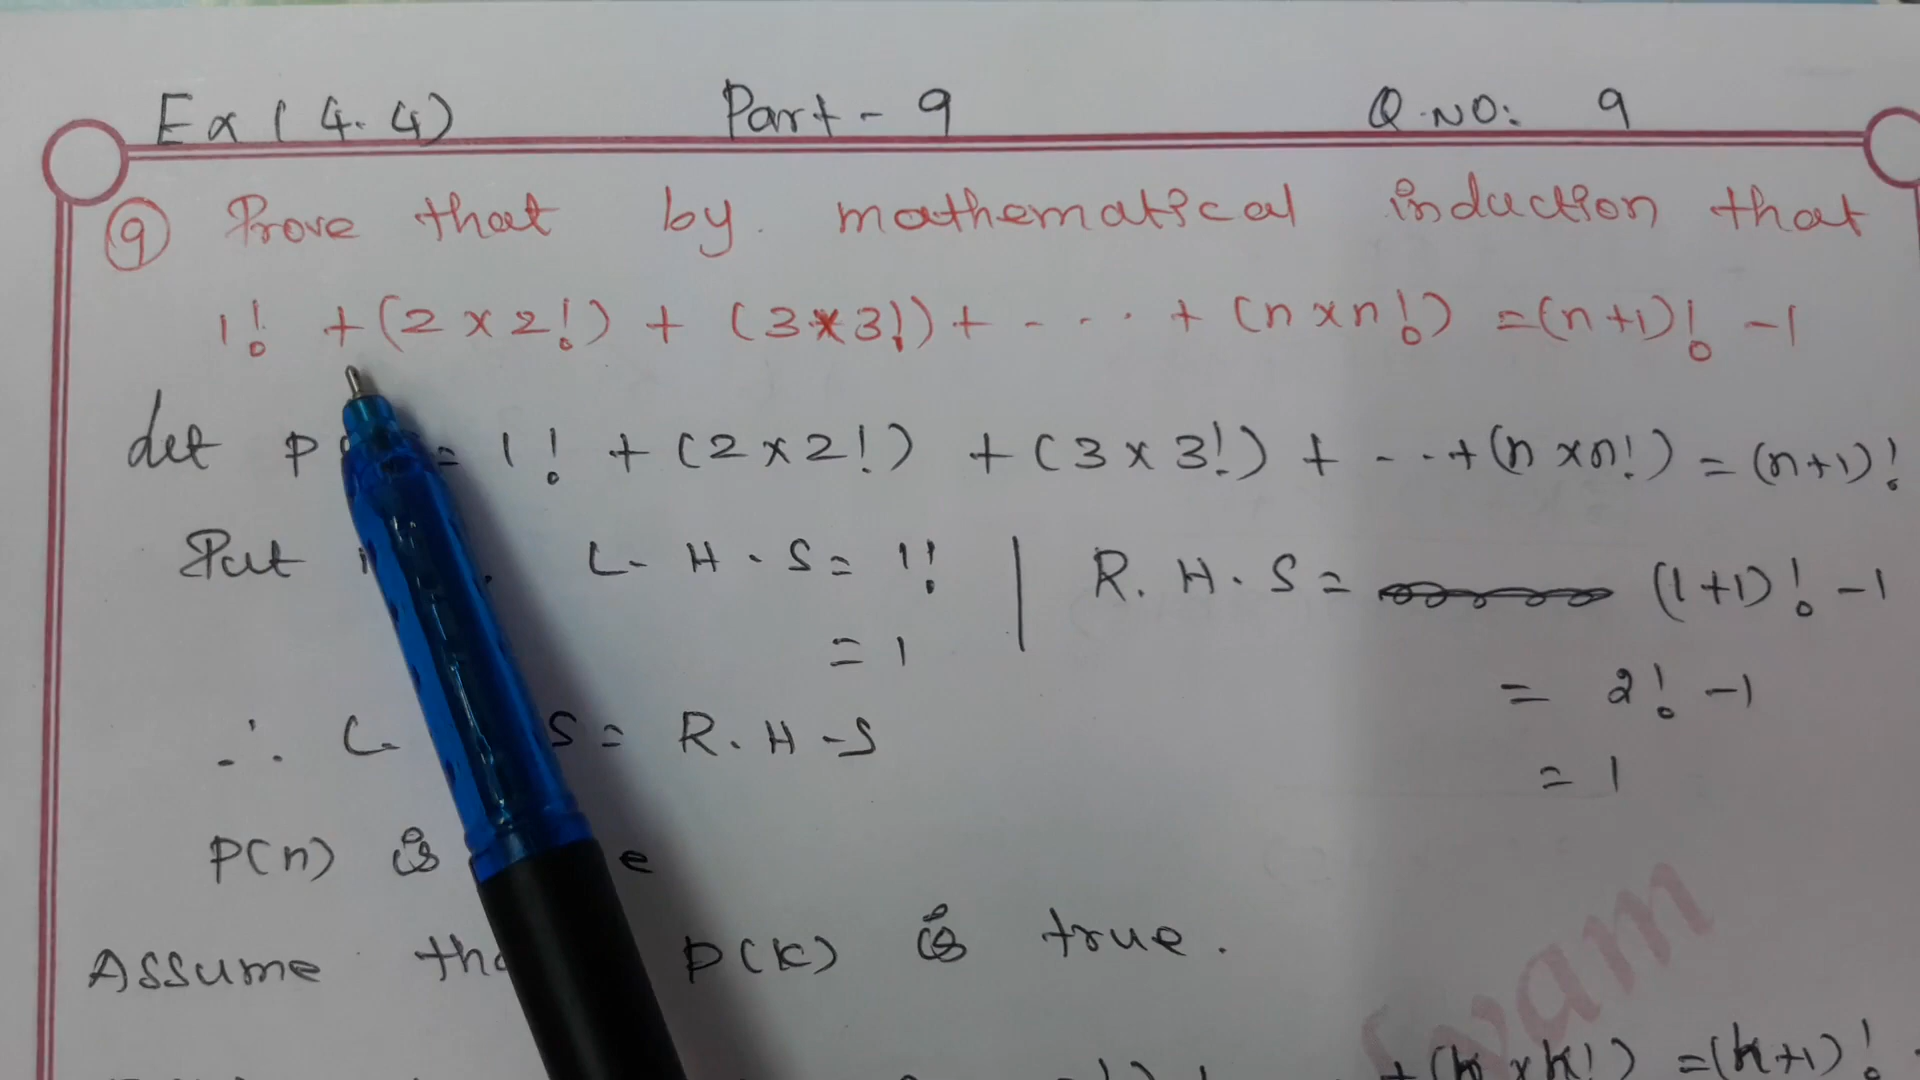 Ex (4.4) Part - 9 Q.NO: 9
9 Prove that by. mathematical induction that
1! + (2 × 2!) + (3 × 3!) + - - - - + (n × n!) = (n+1)! - 1
Let P = 1! + (2 × 2!) + (3 × 3!) + - - - + (n × n!) = (n+1)!
Put L. H. S = 1! | R. H. S = (1+1)! - 1
= 1
= 2! - 1
∴ L. S = R. H. S
= 1
P(n) is e
Assume P(k) is true.
+ (k × k!) = (k+1)!
Swam